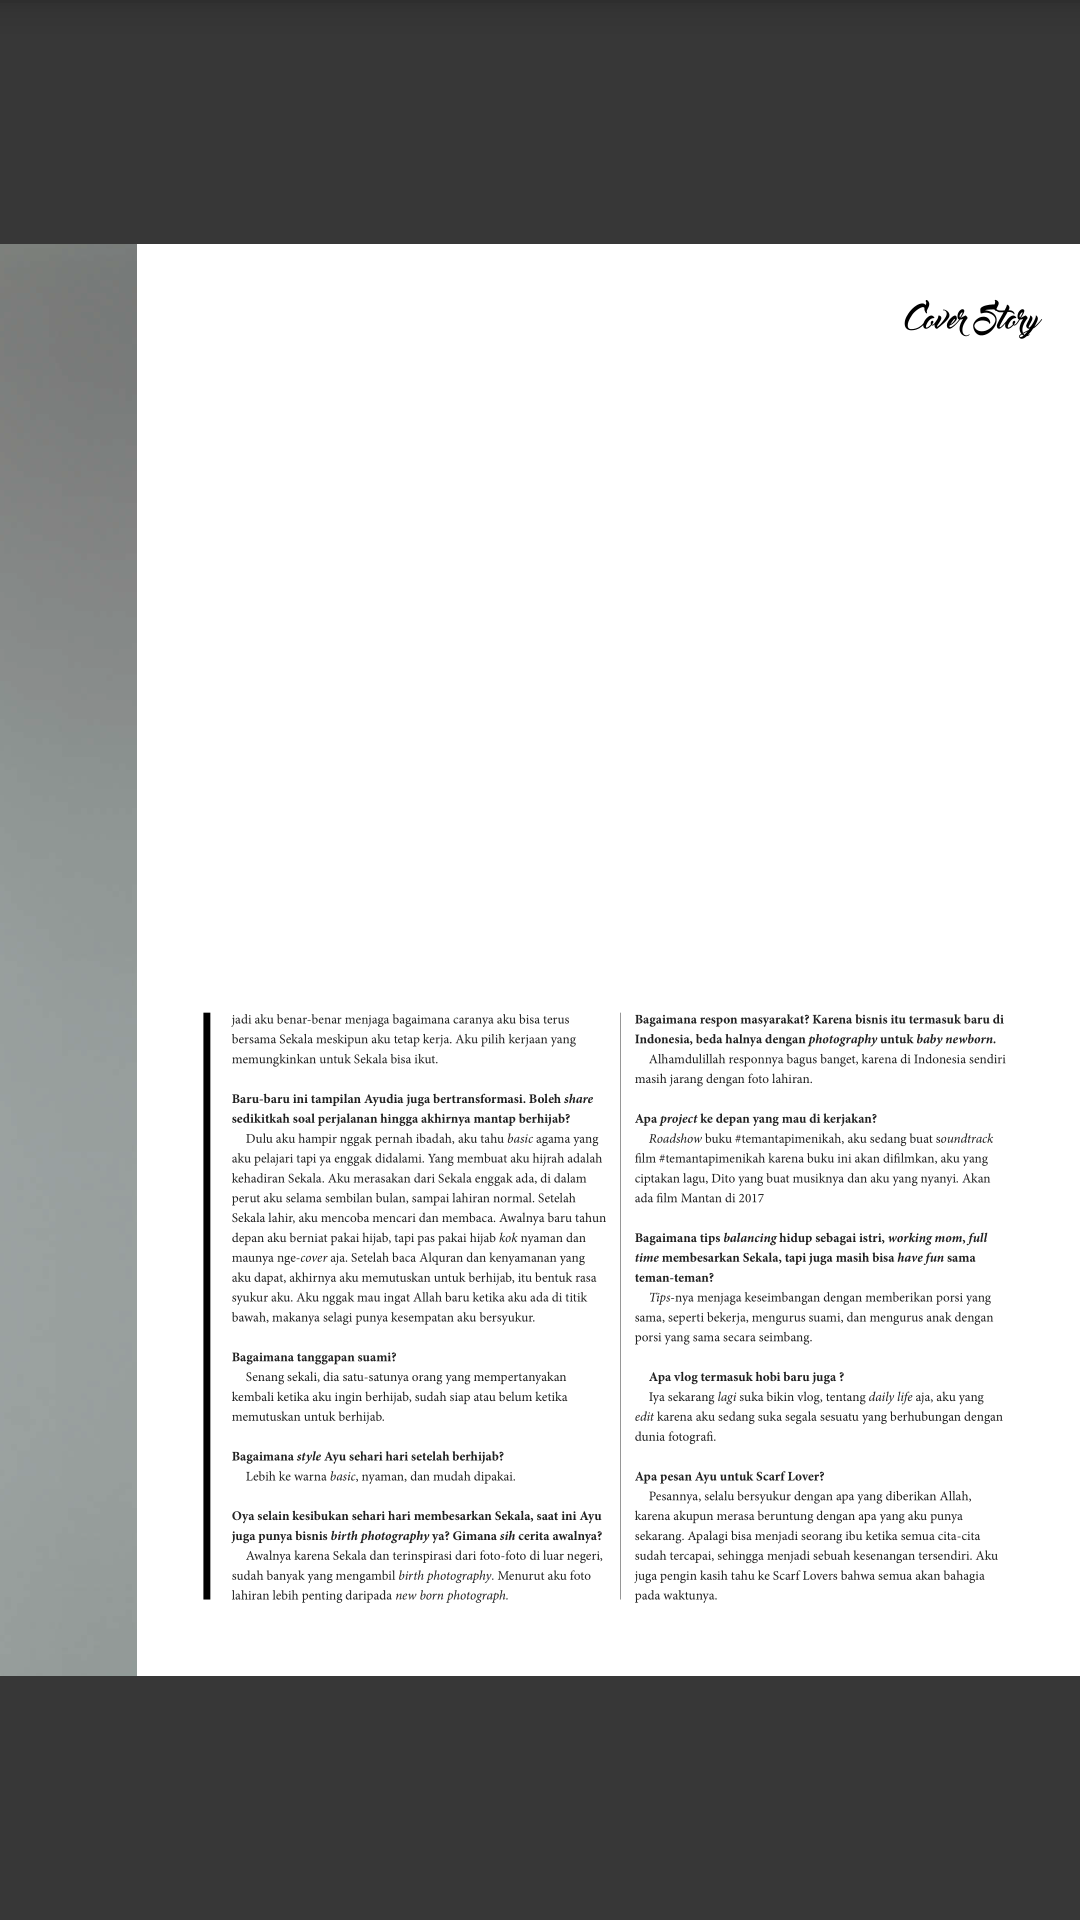 Cover Story
jadi aku benar-benar menjaga bagaimana caranya aku bisa terus
bersama Sekala meskipun aku tetap kerja. Aku pilih kerjaan yang
memungkinkan untuk Sekala bisa ikut.
Baru-baru ini tampilan Ayudia juga bertransformasi. Boleh share
sedikitkah soal perjalanan hingga akhirnya mantap berhijab?
Dulu aku hampir nggak pernah ibadah, aku tahu basic agama yang
aku pelajari tapi ya enggak didalami. Yang membuat aku hijrah adalah
kehadiran Sekala. Aku merasakan dari Sekala enggak ada, di dalam
perut aku selama sembilan bulan, sampai lahiran normal. Setelah
Sekala lahir, aku mencoba mencari dan membaca. Awalnya baru tahun
depan aku berniat pakai hijab, tapi pas pakai hijab kok nyaman dan
maunya nge-cover aja. Setelah baca Alquran dan kenyamanan yang
aku dapat, akhirnya aku memutuskan untuk berhijab, itu bentuk rasa
syukur aku. Aku nggak mau ingat Allah baru ketika aku ada di titik
bawah, makanya selagi punya kesempatan aku bersyukur.
Bagaimana tanggapan suami?
Senang sekali, dia satu-satunya orang yang mempertanyakan
kembali ketika aku ingin berhijab, sudah siap atau belum ketika
memutuskan untuk berhijab.
Bagaimana style Ayu sehari hari setelah berhijab?
Lebih ke warna basic, nyaman, dan mudah dipakai.
Oya selain kesibukan sehari hari membesarkan Sekala, saat ini Ayu
juga punya bisnis birth photography ya? Gimana sih cerita awalnya?
Awalnya karena Sekala dan terinspirasi dari foto-foto di luar negeri,
sudah banyak yang mengambil birth photography. Menurut aku foto
lahiran lebih penting daripada new born photograph.
Bagaimana respon masyarakat? Karena bisnis itu termasuk baru di
Indonesia, beda halnya dengan photography untuk baby newborn.
Alhamdulillah responnya bagus banget, karena di Indonesia sendiri
masih jarang dengan foto lahiran.
Apa project ke depan yang mau di kerjakan?
Roadshow buku #temantapimenikah, aku sedang buat soundtrack
film #temantapimenikah karena buku ini akan difilmkan, aku yang
ciptakan lagu, Dito yang buat musiknya dan aku yang nyanyi. Akan
ada film Mantan di 2017
Bagaimana tips balancing hidup sebagai istri, working mom, full
time membesarkan Sekala, tapi juga masih bisa have fun sama
teman-teman?
Tips-nya menjaga keseimbangan dengan memberikan porsi yang
sama, seperti bekerja, mengurus suami, dan mengurus anak dengan
porsi yang sama secara seimbang.
Apa vlog termasuk hobi baru juga ?
Iya sekarang lagi suka bikin vlog, tentang daily life aja, aku yang
edit karena aku sedang suka segala sesuatu yang berhubungan dengan
dunia fotografi.
Apa pesan Ayu untuk Scarf Lover?
Pesannya, selalu bersyukur dengan apa yang diberikan Allah,
karena akupun merasa beruntung dengan apa yang aku punya
sekarang. Apalagi bisa menjadi seorang ibu ketika semua cita-cita
sudah tercapai, sehingga menjadi sebuah kesenangan tersendiri. Aku
juga pengin kasih tahu ke Scarf Lovers bahwa semua akan bahagia
pada waktunya.